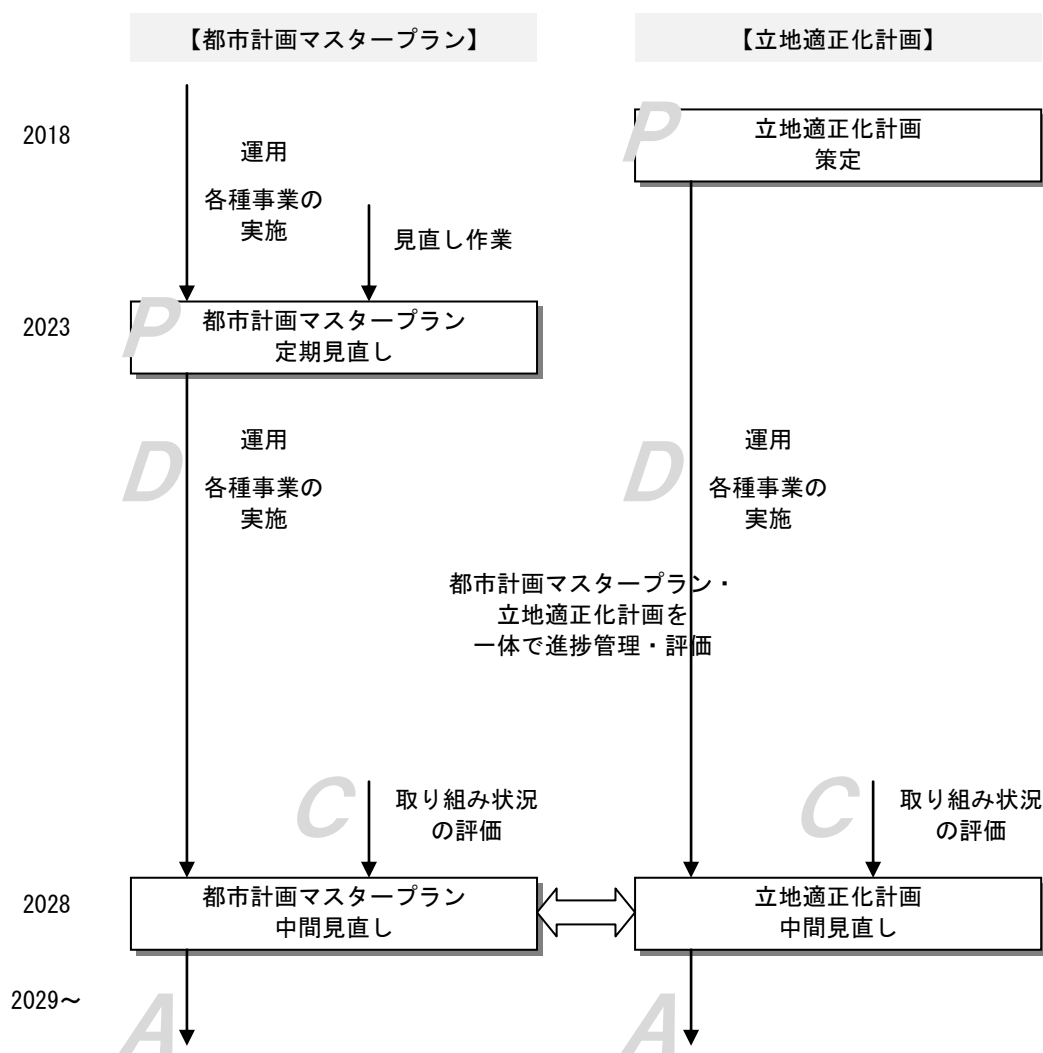 【都市計画マスタープラン】
【立地適正化計画】
2018
P
立地適正化計画
策定
運用
各種事業の
実施
見直し作業
2023
P
都市計画マスタープラン
定期見直し
D
運用
各種事業の
実施
D
運用
各種事業の
実施
都市計画マスタープラン・
立地適正化計画を
一体で進捗管理・評価
C
取り組み状況
の評価
C
取り組み状況
の評価
2028
都市計画マスタープラン
中間見直し
立地適正化計画
中間見直し
2029～
A
A